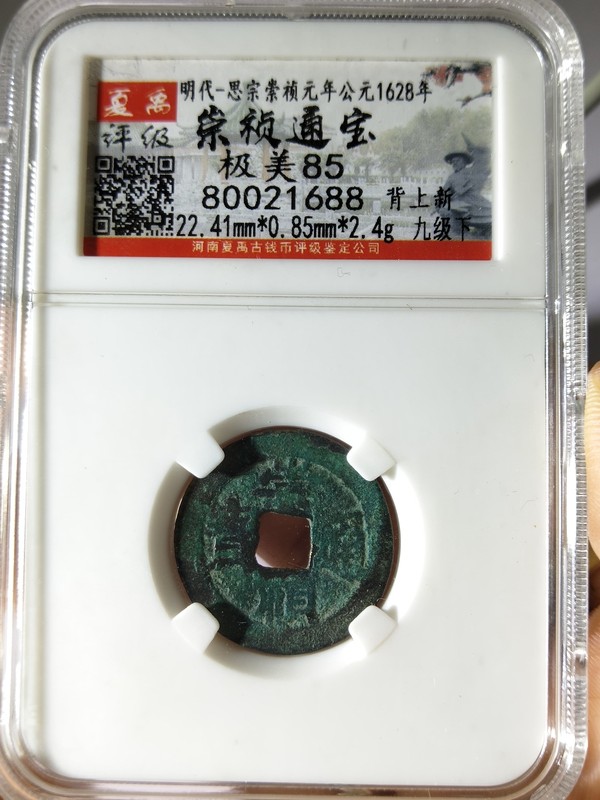 夏禹
评级
明代-思宗崇祯元年公元1628年
崇祯通宝
极美85
80021688 背上新
22.41mm*0.85mm*2.4g 九级下
河南夏禹古钱币评级鉴定公司